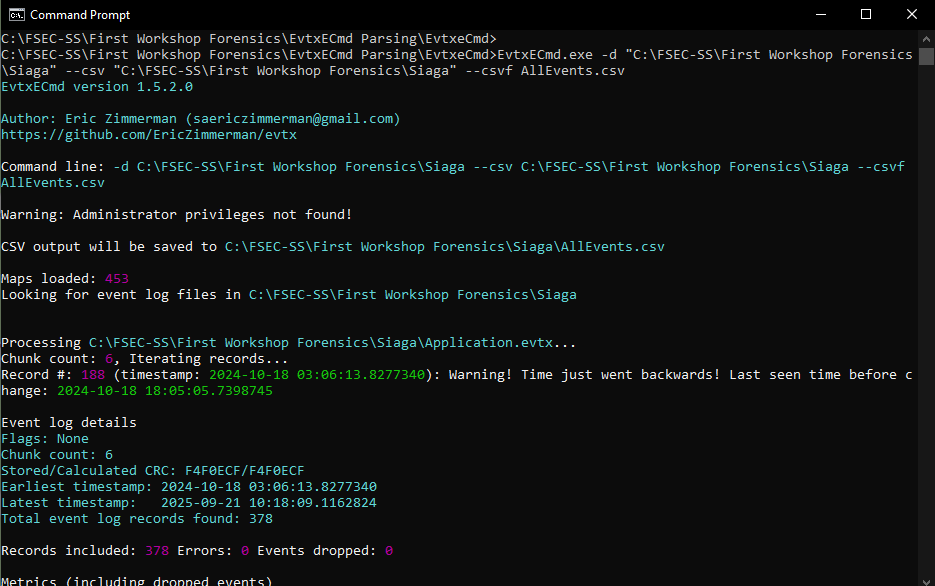 Command Prompt
C:\FSEC-SS\First Workshop Forensics\EvtxECmd Parsing\EvtxeCmd>
C:\FSEC-SS\First Workshop Forensics\EvtxECmd Parsing\EvtxeCmd>EvtxECmd.exe -d "C:\FSEC-SS\First Workshop Forensics
\Siaga" --csv "C:\FSEC-SS\First Workshop Forensics\Siaga" --csvf AllEvents.csv
EvtxECmd version 1.5.2.0
Author: Eric Zimmerman (saericzimmerman@gmail.com)
https://github.com/EricZimmerman/evtx
Command line: -d C:\FSEC-SS\First Workshop Forensics\Siaga --csv C:\FSEC-SS\First Workshop Forensics\Siaga --csvf
AllEvents.csv
Warning: Administrator privileges not found!
CSV output will be saved to C:\FSEC-SS\First Workshop Forensics\Siaga\AllEvents.csv
Maps loaded: 453
Looking for event log files in C:\FSEC-SS\First Workshop Forensics\Siaga
Processing C:\FSEC-SS\First Workshop Forensics\Siaga\Application.evtx...
Chunk count: 6, Iterating records...
Record #: 188 (timestamp: 2024-10-18 03:06:13.8277340): Warning! Time just went backwards! Last seen time before c
hange: 2024-10-18 18:05:05.7398745
Event log details
Flags: None
Chunk count: 6
Stored/Calculated CRC: F4F0ECF/F4F0ECF
Earliest timestamp: 2024-10-18 03:06:13.8277340
Latest timestamp:   2025-09-21 10:18:09.1162824
Total event log records found: 378
Records included: 378 Errors: 0 Events dropped: 0
Metrics (including dropped events)